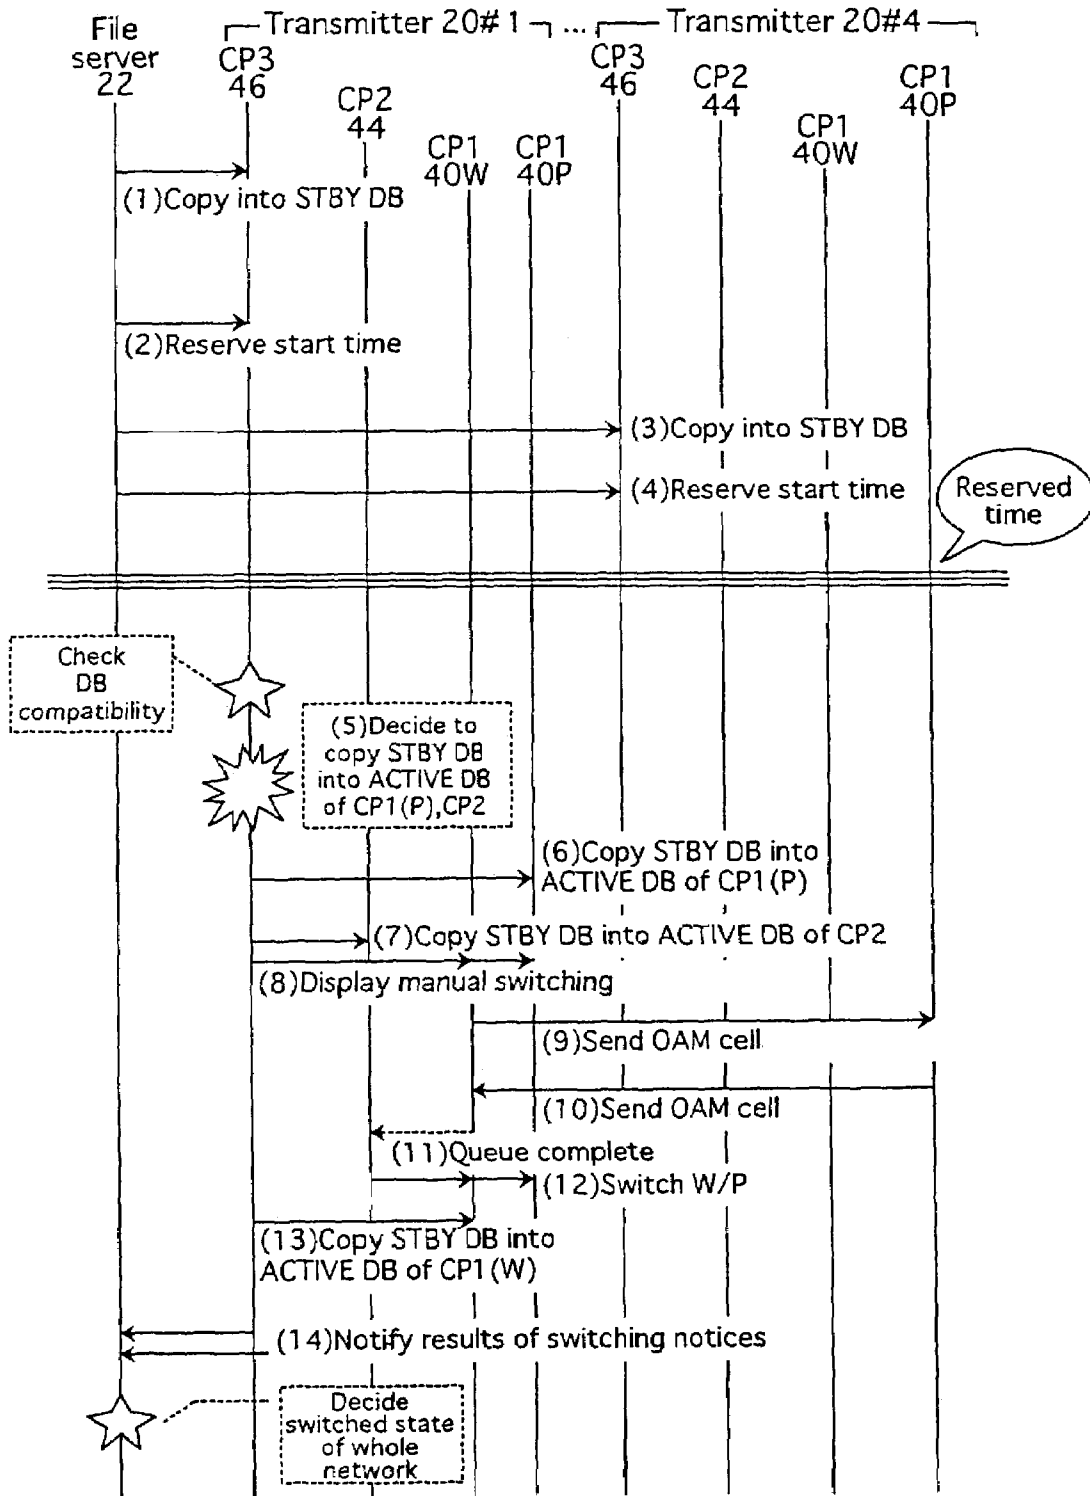 File
server
22
Transmitter 20#1
...
Transmitter 20#4
CP3
46
CP2
44
CP1
40W
CP1
40P
CP3
46
CP2
44
CP1
40W
CP1
40P
(1)Copy into STBY DB
(2)Reserve start time
(3)Copy into STBY DB
(4)Reserve start time
Reserved
time
Check
DB
compatibility
(5)Decide to
copy STBY DB
into ACTIVE DB
of CP1(P),CP2
(6)Copy STBY DB into
ACTIVE DB of CP1(P)
(7)Copy STBY DB into ACTIVE DB of CP2
(8)Display manual switching
(9)Send OAM cell
(10)Send OAM cell
(11)Queue complete
(12)Switch W/P
(13)Copy STBY DB into
ACTIVE DB of CP1(W)
(14)Notify results of switching notices
Decide
switched state
of whole
network